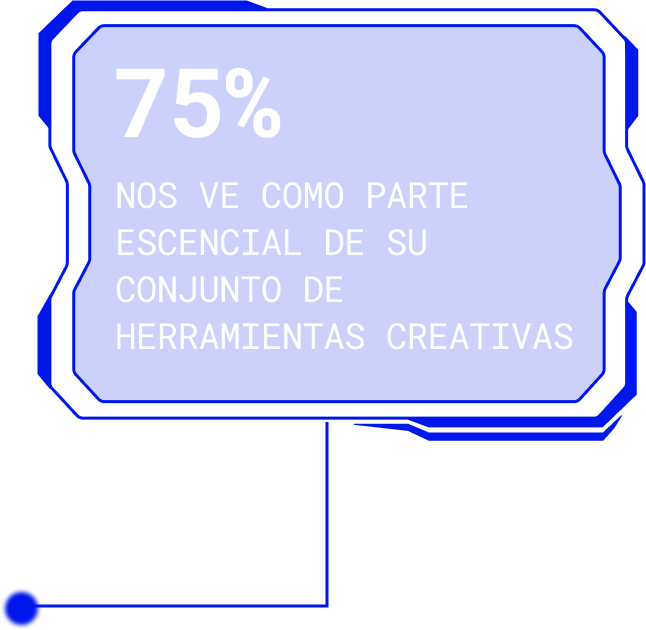 75%
NOS VE COMO PARTE
ESCENCIAL DE SU
CONJUNTO DE
HERRAMIENTAS CREATIVAS